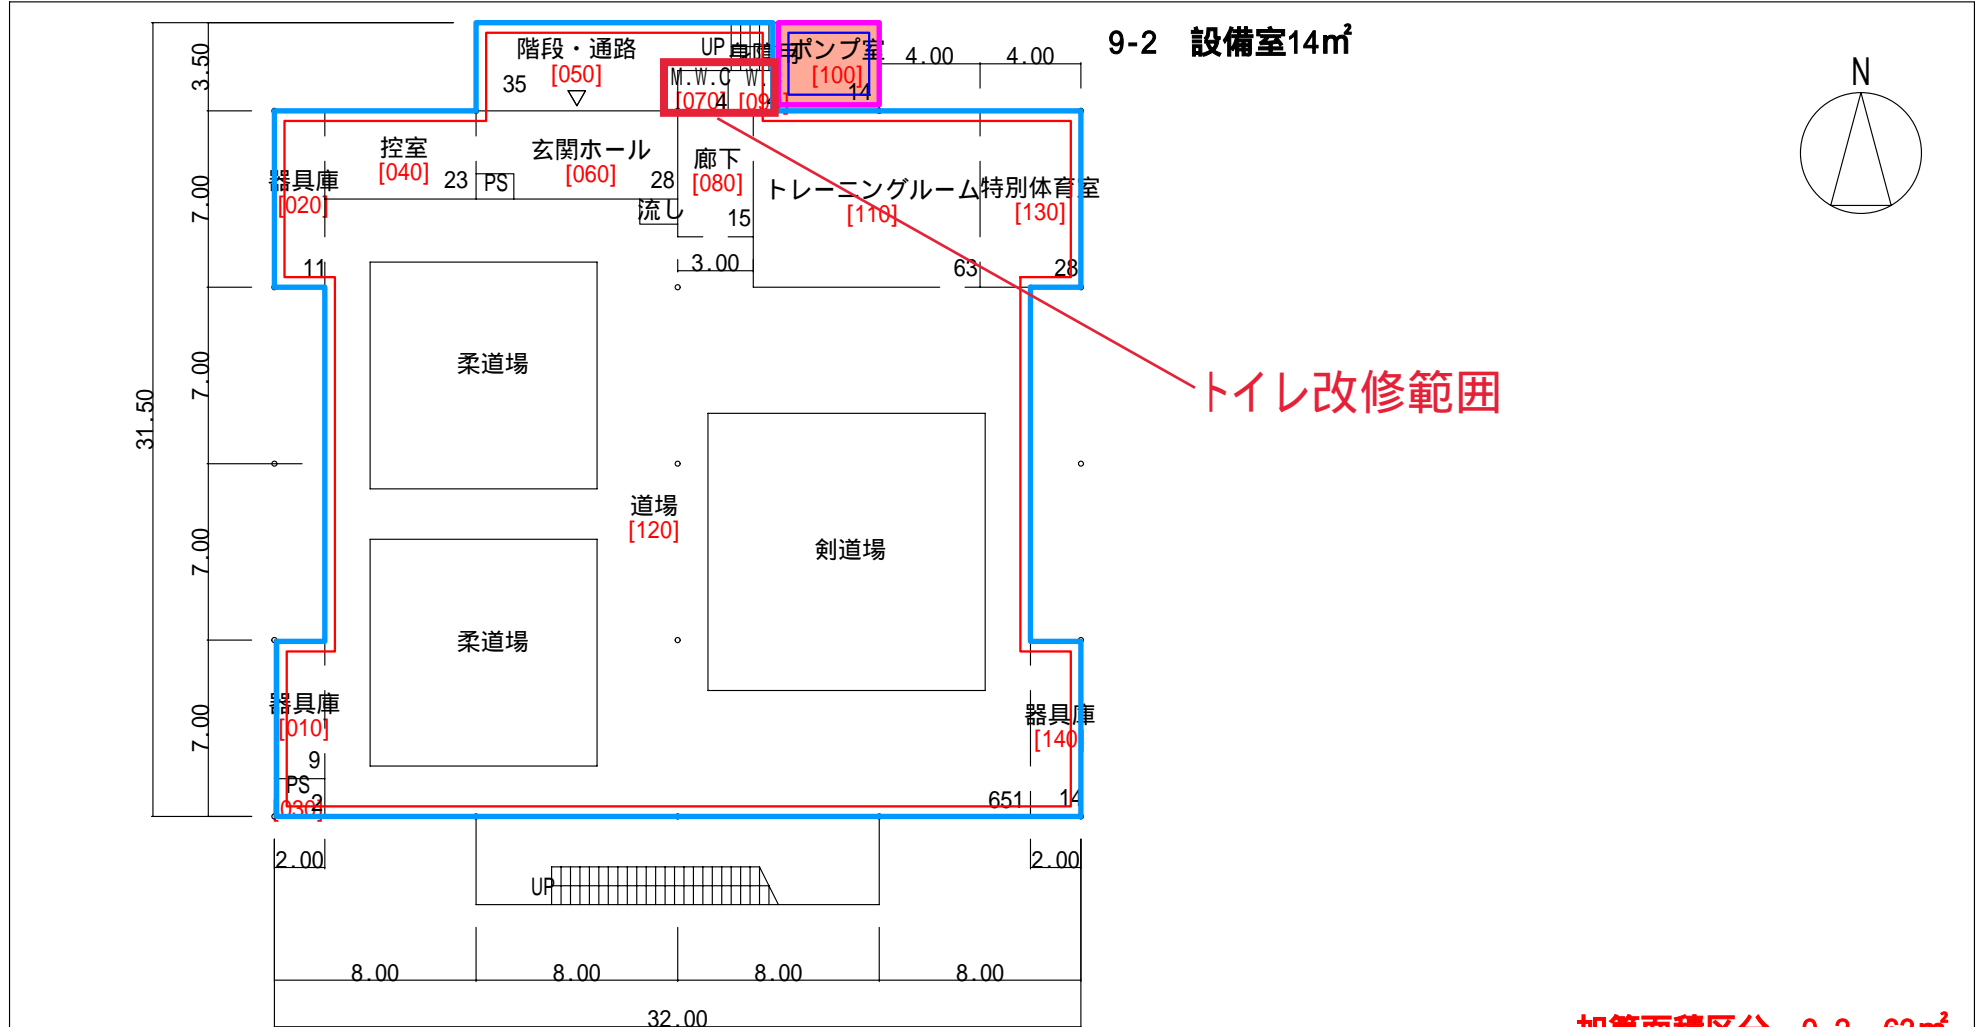 9-2 設備室14㎡
3.50
階段・通路
[050]
35
UP
ポンプ室
[100]
14
4.00
4.00
N
M.W.C
[070]
4
W.
控室
[040]
23
PS
玄関ホール
[060]
28
廊下
[080]
15
器具庫
[020]
11
7.00
トレーニングルーム
[110]
63
特別体育室
[130]
28
流し
3.00
トイレ改修範囲
柔道場
7.00
31.50
道場
[120]
剣道場
7.00
柔道場
器具庫
[010]
9
器具庫
[140]
7.00
PS
[030]
2
651
14
2.00
2.00
UP
8.00
8.00
8.00
8.00
32.00